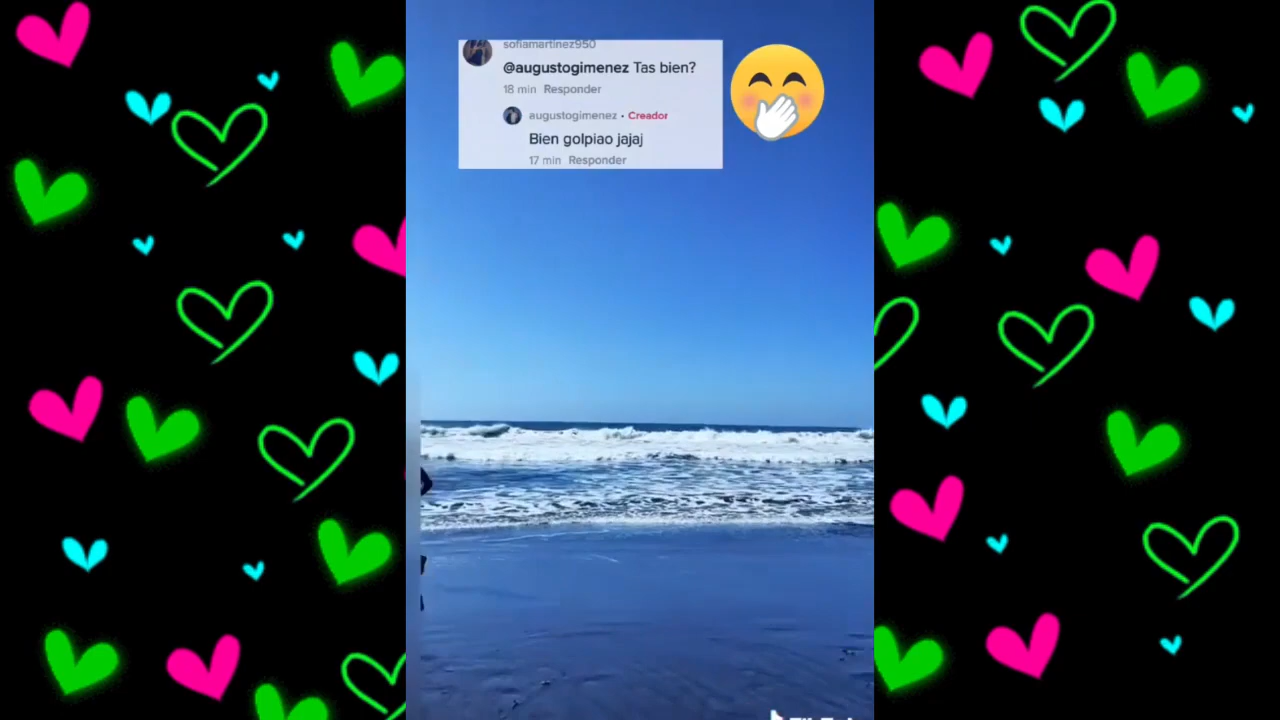 sofiamartinez950
@augustogimenez Tas bien?
18 min Responder
augustogimenez · Creador
Bien golpiao jajaj
17 min Responder